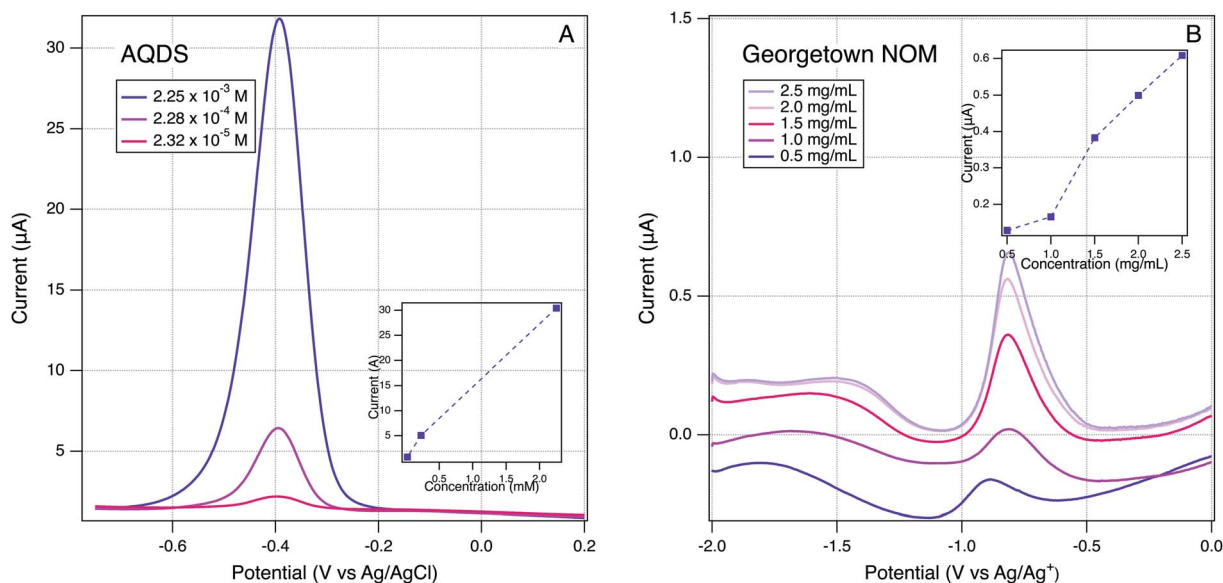 A
AQDS
2.25 x 10⁻³ M
2.28 x 10⁻⁴ M
2.32 x 10⁻⁵ M
Current (µA)
30
25
20
15
10
5
-0.6
-0.4
-0.2
0.0
0.2
Potential (V vs Ag/AgCl)
Current (A)
30
25
20
15
10
5
0.5
1.0
1.5
2.0
Concentration (mM)
B
Georgetown NOM
2.5 mg/mL
2.0 mg/mL
1.5 mg/mL
1.0 mg/mL
0.5 mg/mL
Current (µA)
1.5
1.0
0.5
0.0
-2.0
-1.5
-1.0
-0.5
0.0
Potential (V vs Ag/Ag⁺)
Current (µA)
0.6
0.5
0.4
0.3
0.2
0.5
1.0
1.5
2.0
2.5
Concentration (mg/mL)